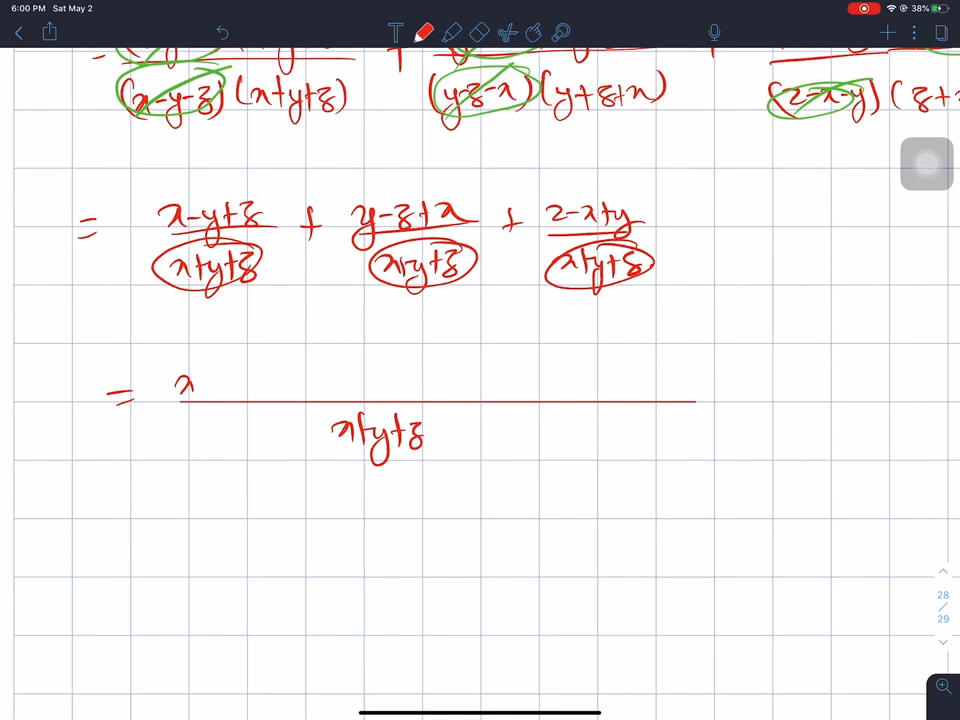 6:00 PM Sat May 2 38%
=
(x-y-z)(x+y+z) (y-z-x)(y+z+x) (z-x-y)(z+x
= x-y+z/x+y+z + y-z+x/x+y+z + z-x+y/x+y+z
= x/x+y+z
28
/
29